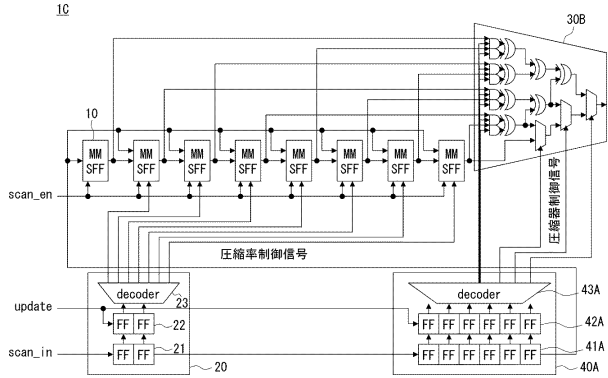 1C
30B
10
MM MM MM MM MM MM MM MM
SFF SFF SFF SFF SFF SFF SFF SFF
scan_en
圧縮率制御信号
圧縮器制御信号
decoder
23
decoder
43A
update
FF FF
22
FF FF FF FF FF FF
42A
scan_in
FF FF
21
FF FF FF FF FF FF
41A
20
40A